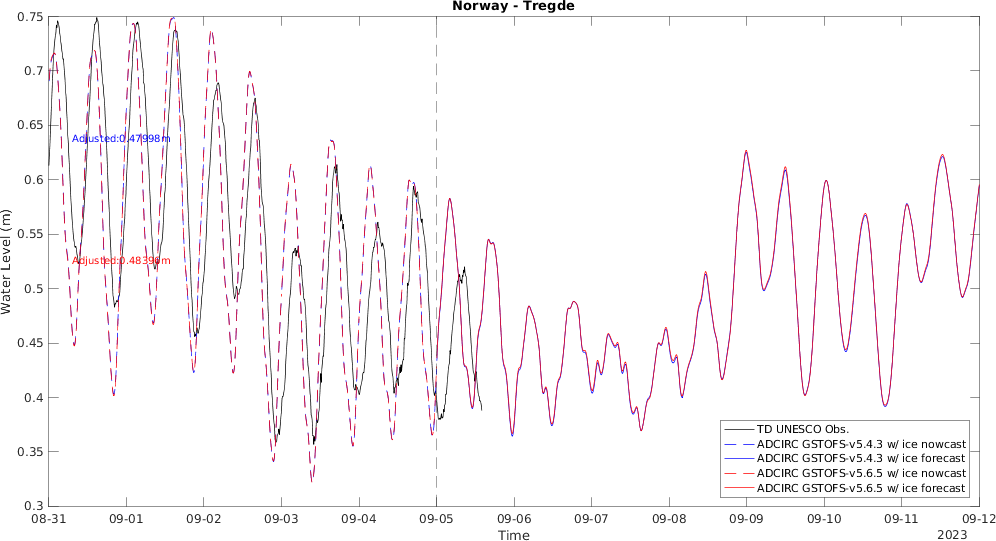 Norway - Tregde
0.75
0.7
0.65
0.6
0.55
0.5
0.45
0.4
0.35
0.3
Water Level (m)
Adjusted:0.47998m
Adjusted:0.48396m
08-31 09-01 09-02 09-03 09-04 09-05 09-06 09-07 09-08 09-09 09-10 09-11 09-12
Time
2023
TD UNESCO Obs.
ADCIRC GSTOFS-v5.4.3 w/ ice nowcast
ADCIRC GSTOFS-v5.4.3 w/ ice forecast
ADCIRC GSTOFS-v5.6.5 w/ ice nowcast
ADCIRC GSTOFS-v5.6.5 w/ ice forecast